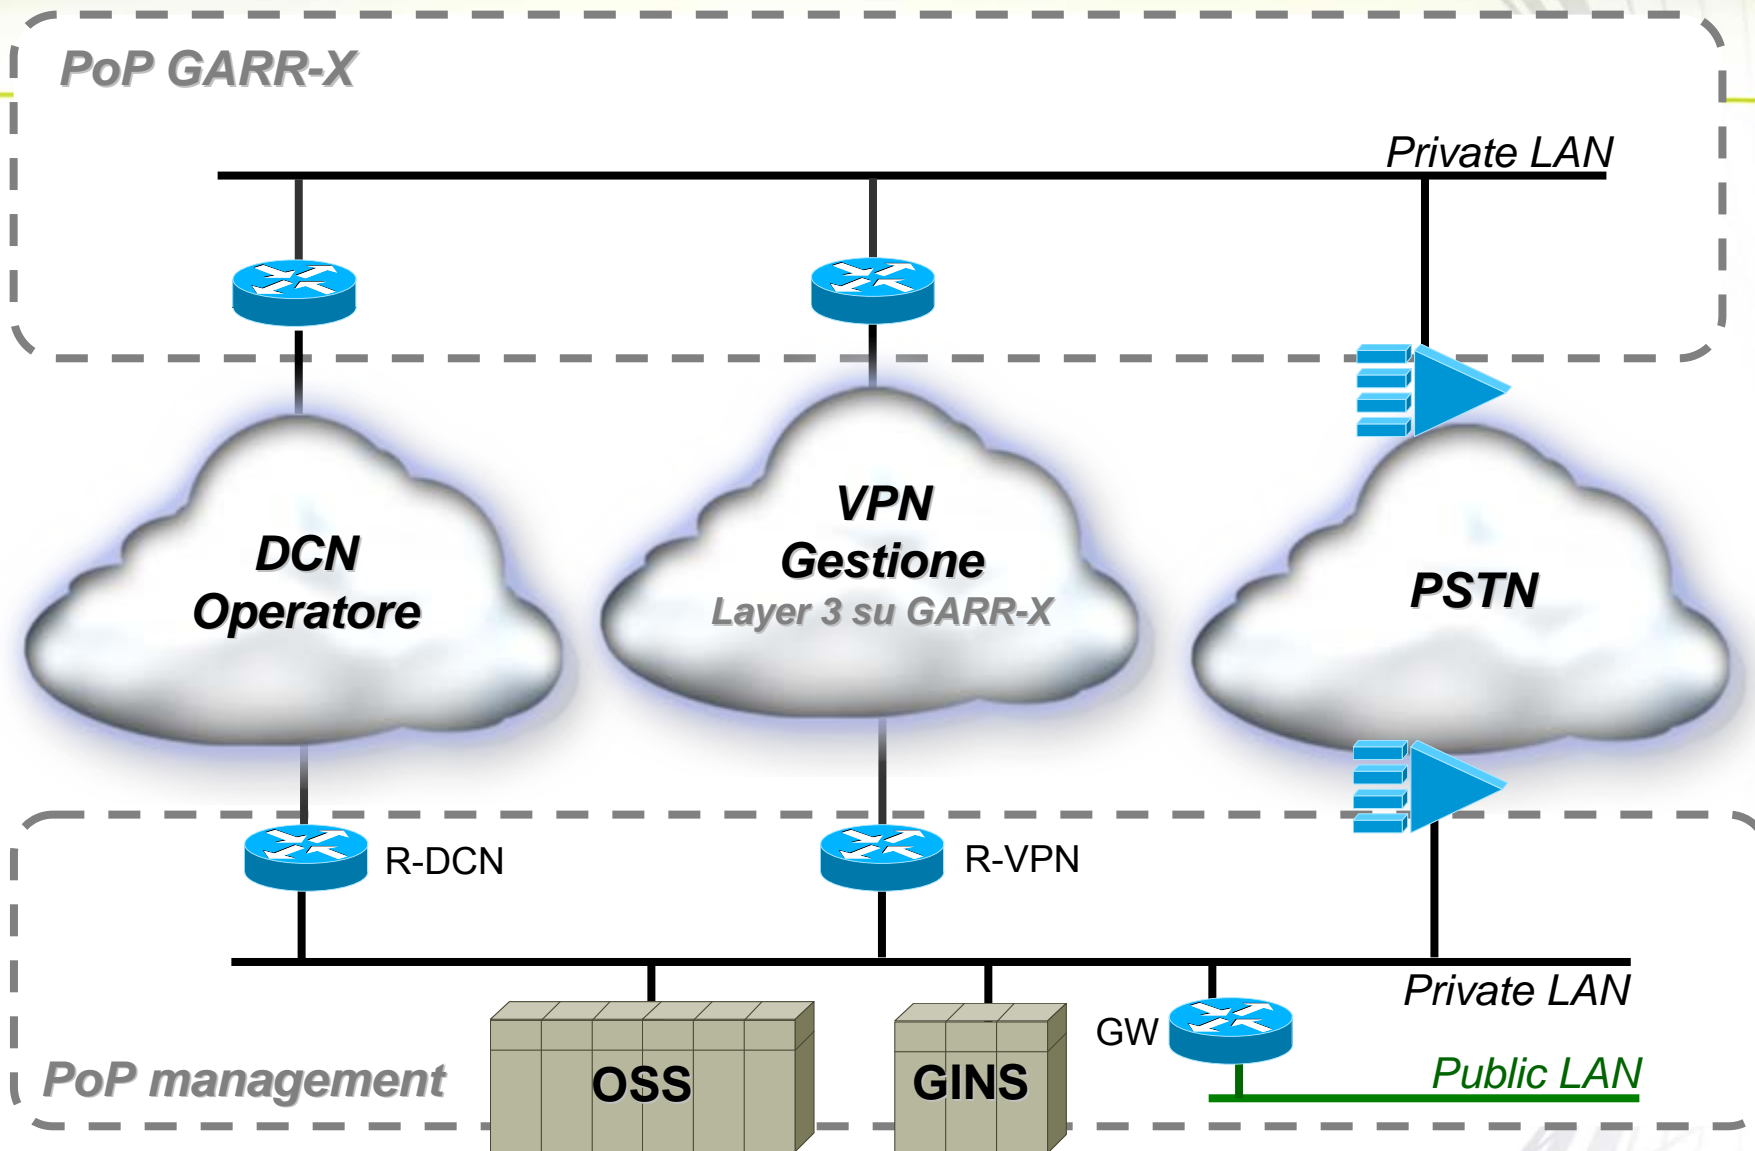 PoP GARR-X
Private LAN
DCN
Operatore
VPN
Gestione
Layer 3 su GARR-X
PSTN
R-DCN
R-VPN
Private LAN
GW
OSS
GINS
Public LAN
PoP management